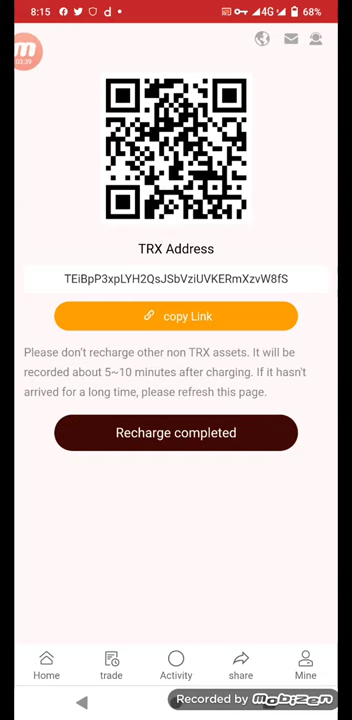 8:15 4G 68%
03:39
TRX Address
TEiBpP3xpLYH2QsJSbVziUVKERmXzvW8fS
copy Link
Please don't recharge other non TRX assets. It will be
recorded about 5~10 minutes after charging. If it hasn't
arrived for a long time, please refresh this page.
Recharge completed
Home trade Activity share Mine
Recorded by mobizen